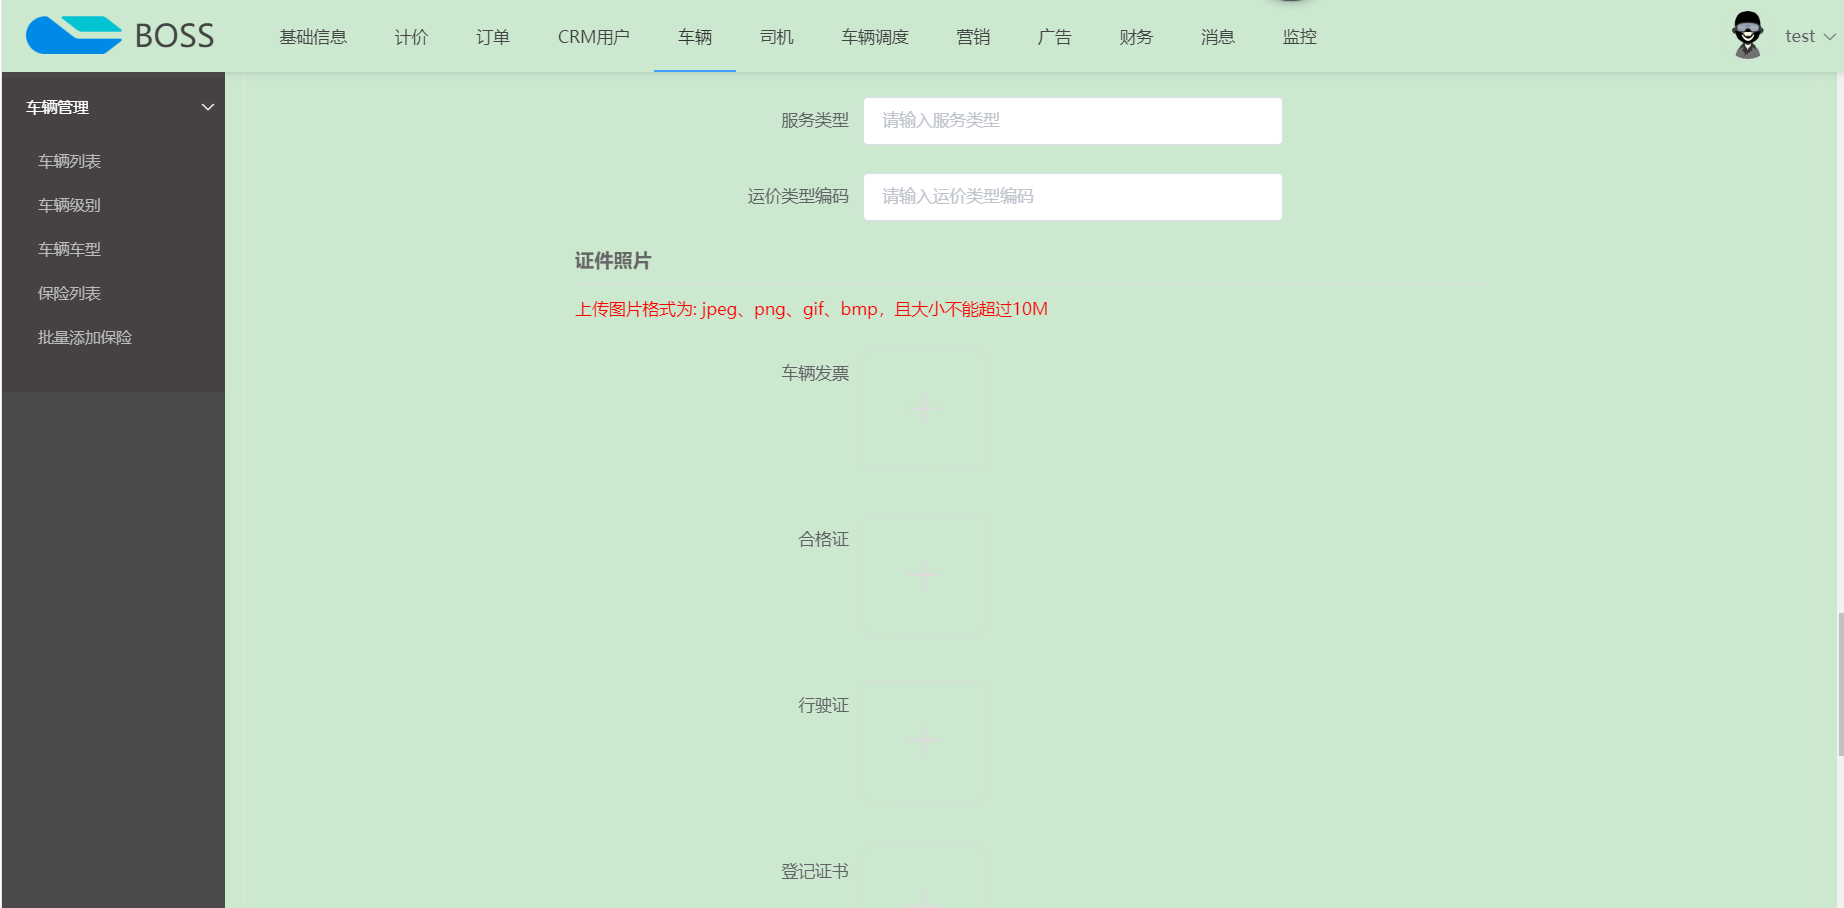 BOSS 基础信息 计价 订单 CRM用户 车辆 司机 车辆调度 营销 广告 财务 消息 监控 test
车辆管理
车辆列表
车辆级别
车辆车型
保险列表
批量添加保险
服务类型 请输入服务类型
运价类型编码 请输入运价类型编码
证件照片
上传图片格式为: jpeg、png、gif、bmp，且大小不能超过10M
车辆发票
合格证
行驶证
登记证书